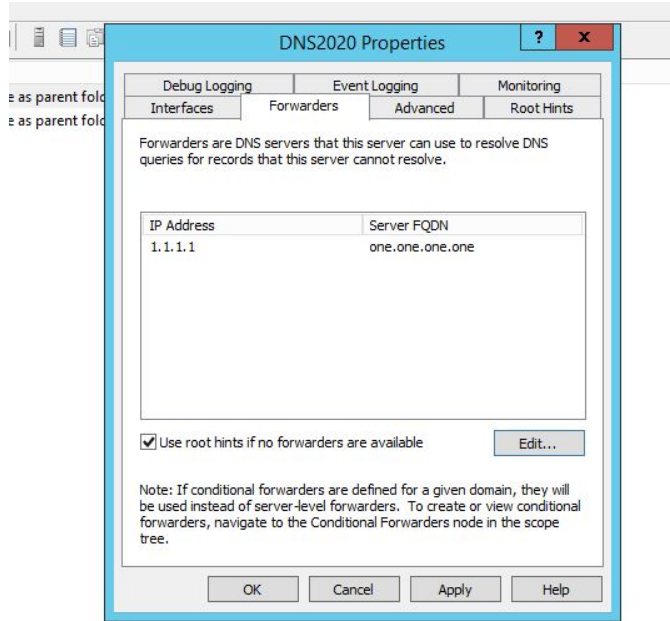 DNS2020 Properties
?
x
e as parent fold
e as parent fold
Debug Logging
Event Logging
Monitoring
Interfaces
Forwarders
Advanced
Root Hints
Forwarders are DNS servers that this server can use to resolve DNS
queries for records that this server cannot resolve.
IP Address
Server FQDN
1.1.1.1
one.one.one.one
Use root hints if no forwarders are available
Edit...
Note: If conditional forwarders are defined for a given domain, they will
be used instead of server-level forwarders. To create or view conditional
forwarders, navigate to the Conditional Forwarders node in the scope
tree.
OK
Cancel
Apply
Help